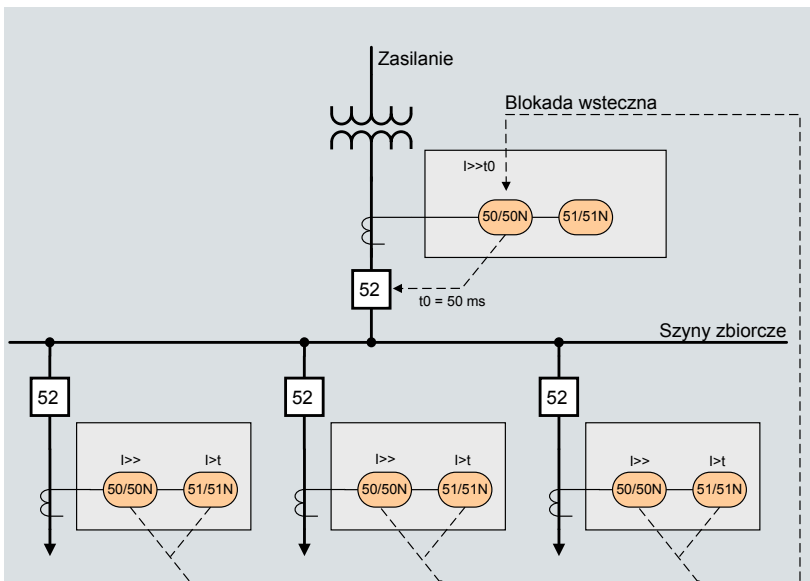 Zasilanie
Blokada wsteczna
I>>t0
50/50N 51/51N
52
t0 = 50 ms
Szyny zbiorcze
52 52 52
I>> I>t I>> I>t I>> I>t
50/50N 51/51N 50/50N 51/51N 50/50N 51/51N